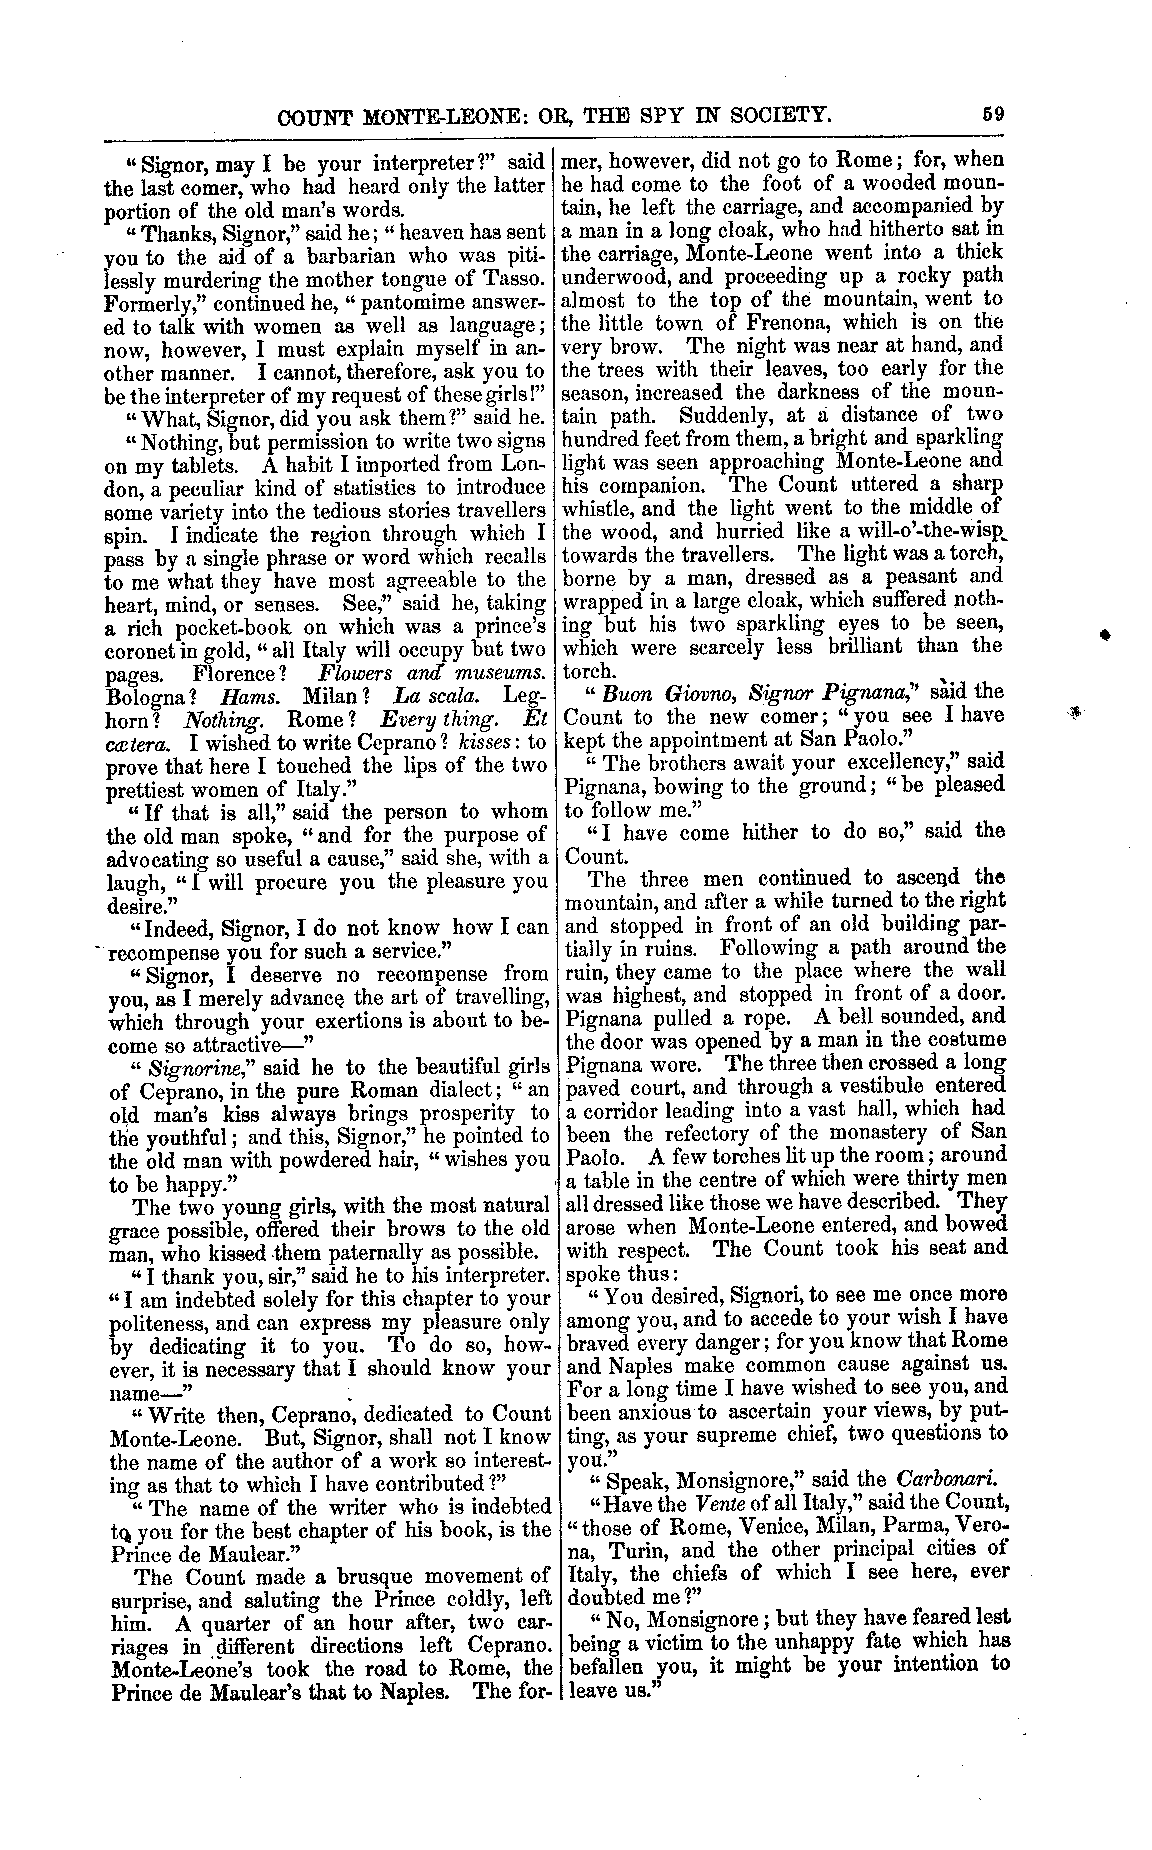 COUNT MONTE-LEONE: OR, THE SPY IN SOCIETY. 59
"Signor, may I be your interpreter?" said
the last comer, who had heard only the latter
portion of the old man's words.
"Thanks, Signor," said he; "heaven has sent
you to the aid of a barbarian who was piti-
lessly murdering the mother tongue of Tasso.
Formerly," continued he, "pantomime answer-
ed to talk with women as well as language;
now, however, I must explain myself in an-
other manner. I cannot, therefore, ask you to
be the interpreter of my request of these girls!"
"What, Signor, did you ask them?" said he.
"Nothing, but permission to write two signs
on my tablets. A habit I imported from Lon-
don, a peculiar kind of statistics to introduce
some variety into the tedious stories travellers
spin. I indicate the region through which I
pass by a single phrase or word which recalls
to me what they have most agreeable to the
heart, mind, or senses. See," said he, taking
a rich pocket-book on which was a prince's
coronet in gold, "all Italy will occupy but two
pages. Florence? Flowers and museums.
Bologna? Hams. Milan? La scala. Leg-
horn? Nothing. Rome? Every thing. Et
cætera. I wished to write Ceprano? kisses: to
prove that here I touched the lips of the two
prettiest women of Italy."
"If that is all," said the person to whom
the old man spoke, "and for the purpose of
advocating so useful a cause," said she, with a
laugh, "I will procure you the pleasure you
desire."
"Indeed, Signor, I do not know how I can
recompense you for such a service."
"Signor, I deserve no recompense from
you, as I merely advance the art of travelling,
which through your exertions is about to be-
come so attractive—"
"Signorine," said he to the beautiful girls
of Ceprano, in the pure Roman dialect; "an
old man's kiss always brings prosperity to
the youthful; and this, Signor," he pointed to
the old man with powdered hair, "wishes you
to be happy."
The two young girls, with the most natural
grace possible, offered their brows to the old
man, who kissed them paternally as possible.
"I thank you, sir," said he to his interpreter.
"I am indebted solely for this chapter to your
politeness, and can express my pleasure only
by dedicating it to you. To do so, how-
ever, it is necessary that I should know your
name—"
"Write then, Ceprano, dedicated to Count
Monte-Leone. But, Signor, shall not I know
the name of the author of a work so interest-
ing as that to which I have contributed?"
"The name of the writer who is indebted
to you for the best chapter of his book, is the
Prince de Maulear."
The Count made a brusque movement of
surprise, and saluting the Prince coldly, left
him. A quarter of an hour after, two car-
riages in different directions left Ceprano.
Monte-Leone's took the road to Rome, the
Prince de Maulear's that to Naples. The for-
mer, however, did not go to Rome; for, when
he had come to the foot of a wooded moun-
tain, he left the carriage, and accompanied by
a man in a long cloak, who had hitherto sat in
the carriage, Monte-Leone went into a thick
underwood, and proceeding up a rocky path
almost to the top of the mountain, went to
the little town of Frenona, which is on the
very brow. The night was near at hand, and
the trees with their leaves, too early for the
season, increased the darkness of the moun-
tain path. Suddenly, at a distance of two
hundred feet from them, a bright and sparkling
light was seen approaching Monte-Leone and
his companion. The Count uttered a sharp
whistle, and the light went to the middle of
the wood, and hurried like a will-o'-the-wisp
towards the travellers. The light was a torch,
borne by a man, dressed as a peasant and
wrapped in a large cloak, which suffered noth-
ing but his two sparkling eyes to be seen,
which were scarcely less brilliant than the
torch.
"Buon Giovno, Signor Pignana," said the
Count to the new comer; "you see I have
kept the appointment at San Paolo."
"The brothers await your excellency," said
Pignana, bowing to the ground; "be pleased
to follow me."
"I have come hither to do so," said the
Count.
The three men continued to ascend the
mountain, and after a while turned to the right
and stopped in front of an old building par-
tially in ruins. Following a path around the
ruin, they came to the place where the wall
was highest, and stopped in front of a door.
Pignana pulled a rope. A bell sounded, and
the door was opened by a man in the costume
Pignana wore. The three then crossed a long
paved court, and through a vestibule entered
a corridor leading into a vast hall, which had
been the refectory of the monastery of San
Paolo. A few torches lit up the room; around
a table in the centre of which were thirty men
all dressed like those we have described. They
arose when Monte-Leone entered, and bowed
with respect. The Count took his seat and
spoke thus:
"You desired, Signori, to see me once more
among you, and to accede to your wish I have
braved every danger; for you know that Rome
and Naples make common cause against us.
For a long time I have wished to see you, and
been anxious to ascertain your views, by put-
ting, as your supreme chief, two questions to
you."
"Speak, Monsignore," said the Carbonari.
"Have the Vente of all Italy," said the Count,
"those of Rome, Venice, Milan, Parma, Vero-
na, Turin, and the other principal cities of
Italy, the chiefs of which I see here, ever
doubted me?"
"No, Monsignore; but they have feared lest
being a victim to the unhappy fate which has
befallen you, it might be your intention to
leave us."